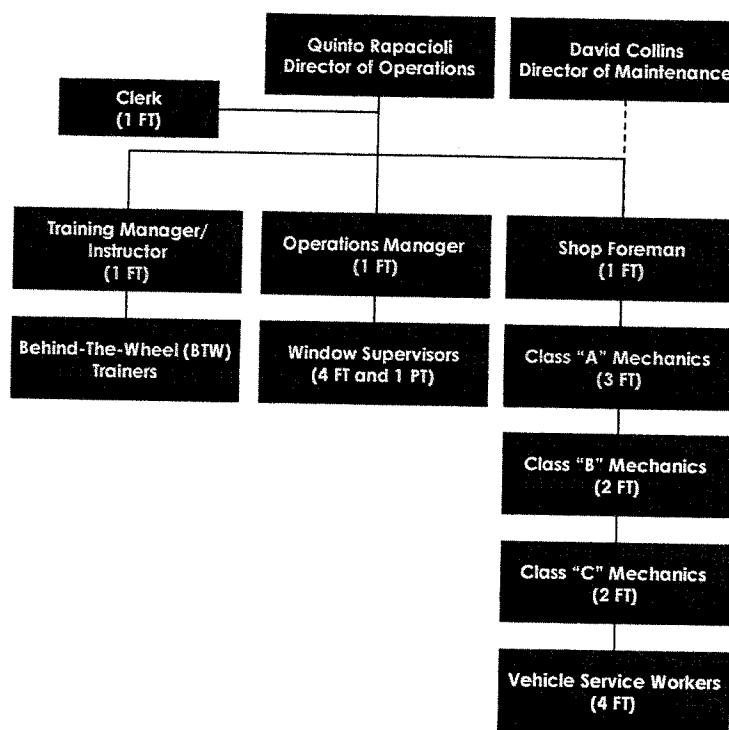 Quinto Rapacioli
Director of Operations
David Collins
Director of Maintenance
Clerk
(1 FT)
Training Manager/
Instructor
(1 FT)
Operations Manager
(1 FT)
Shop Foreman
(1 FT)
Behind-The-Wheel (BTW)
Trainers
Window Supervisors
(4 FT and 1 PT)
Class "A" Mechanics
(3 FT)
Class "B" Mechanics
(2 FT)
Class "C" Mechanics
(2 FT)
Vehicle Service Workers
(4 FT)